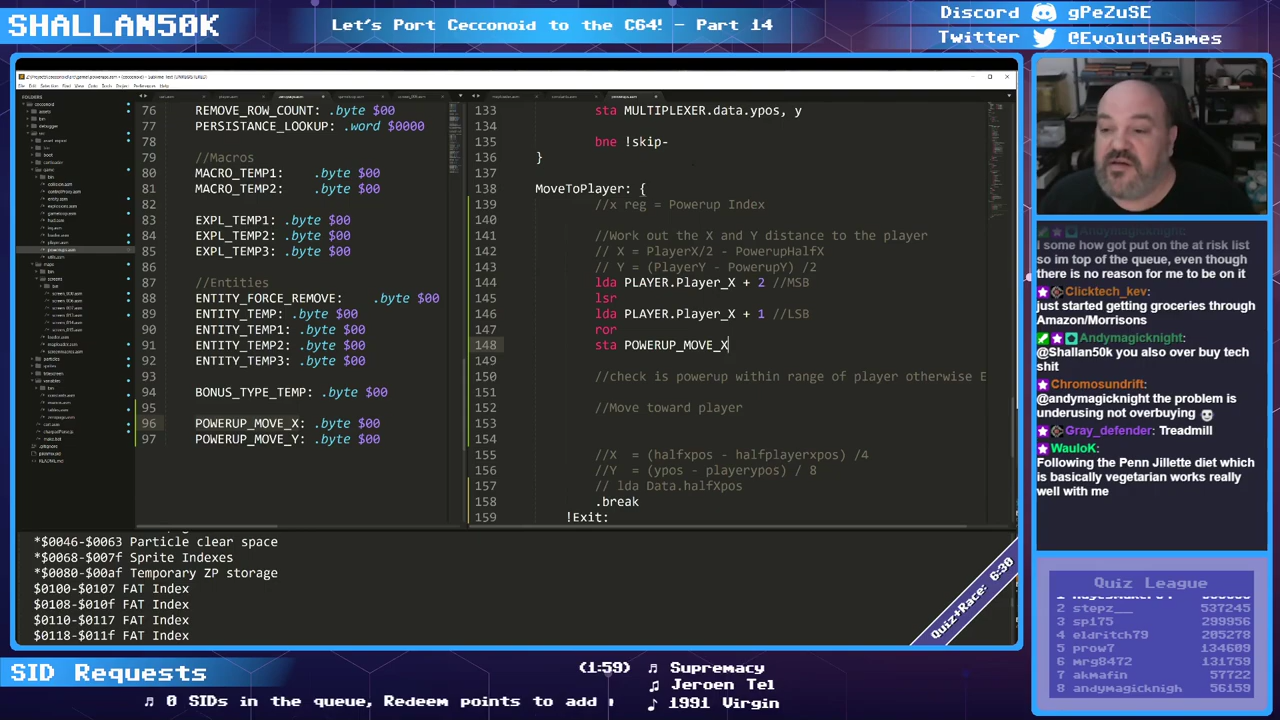 SHALLAN50K
Let's Port Cecconoid to the C64! - Part 14
Discord gPeZuSE
Twitter @EvoluteGames
FOLDERS
76 REMOVE_ROW_COUNT: .byte $00
77 PERSISTANCE_LOOKUP: .word $0000
78
79 //Macros
80 MACRO_TEMP1: .byte $00
81 MACRO_TEMP2: .byte $00
82
83 EXPL_TEMP1: .byte $00
84 EXPL_TEMP2: .byte $00
85 EXPL_TEMP3: .byte $00
86
87 //Entities
88 ENTITY_FORCE_REMOVE: .byte $00
89 ENTITY_TEMP: .byte $00
90 ENTITY_TEMP1: .byte $00
91 ENTITY_TEMP2: .byte $00
92 ENTITY_TEMP3: .byte $00
93
94 BONUS_TYPE_TEMP: .byte $00
95
96 POWERUP_MOVE_X: .byte $00
97 POWERUP_MOVE_Y: .byte $00
133 sta MULTIPLEXER.data.ypos, y
134
135 bne !skip-
136 }
137
138 MoveToPlayer: {
139 //x reg = Powerup Index
140
141 //Work out the X and Y distance to the player
142 // X = PlayerX/2 - PowerupHalfX
143 // Y = (PlayerY - PowerupY) /2
144 lda PLAYER.Player_X + 2 //MSB
145 lsr
146 lda PLAYER.Player_X + 1 //LSB
147 ror
148 sta POWERUP_MOVE_X
149
150 //check is powerup within range of player otherwise E
151
152 //Move toward player
153
154
155 //X = (halfxpos - halfplayerxpos) /4
156 //Y = (ypos - playerypos) / 8
157 // lda Data.halfXpos
158 .break
159 !Exit:
*$0046-$0063 Particle clear space
*$0068-$007f Sprite Indexes
*$0080-$00af Temporary ZP storage
$0100-$0107 FAT Index
$0108-$010f FAT Index
$0110-$0117 FAT Index
$0118-$011f FAT Index
Quiz+Race: 6:30
Andymagicknight:
I some how got put on the at risk list
so im top of the queue, even though
there is no reason for me to be on it
Clicktech_kev:
just started getting groceries through
Amazon/Morrisons
Andymagicknight:
@Shallan50k you also over buy tech
shit
Chromosundrift:
@andymagicknight the problem is
underusing not overbuying
Gray_defender: Treadmill
WauloK:
Following the Penn Jillette diet which
is basically vegetarian works really
well with me
Quiz League
2 stepz__ 537245
3 sp175 299956
4 eldritch79 205278
5 prow7 134609
6 mrg8472 131759
7 akmafin 57722
8 andymagicknigh 56159
SID Requests
0 SIDs in the queue, Redeem points to add
(1:59) Supremacy
Jeroen Tel
1991 Virgin